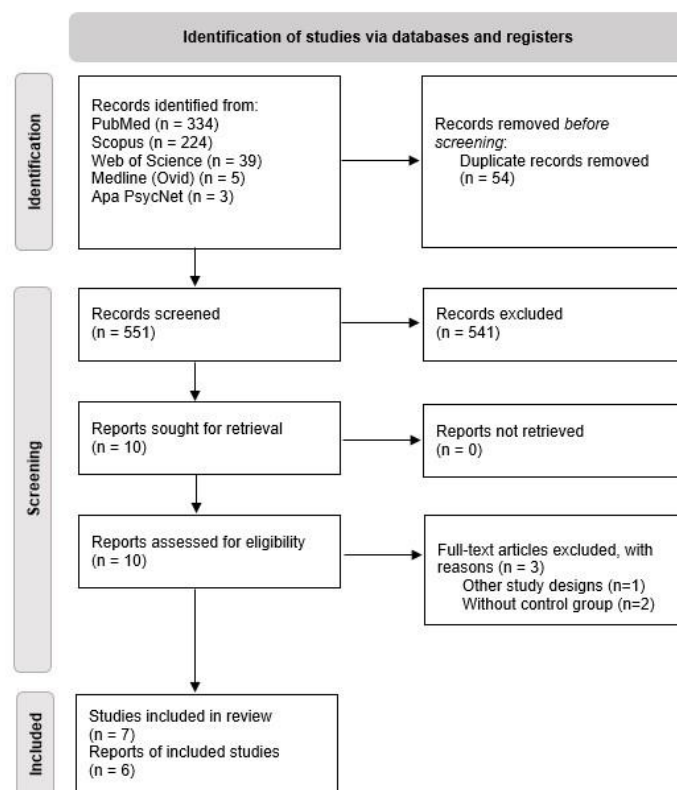 Identification of studies via databases and registers
Identification
Records identified from:
PubMed (n = 334)
Scopus (n = 224)
Web of Science (n = 39)
Medline (Ovid) (n = 5)
Apa PsycNet (n = 3)
Records removed before
screening:
Duplicate records removed
(n = 54)
Screening
Records screened
(n = 551)
Records excluded
(n = 541)
Reports sought for retrieval
(n = 10)
Reports not retrieved
(n = 0)
Reports assessed for eligibility
(n = 10)
Full-text articles excluded, with
reasons (n = 3)
Other study designs (n=1)
Without control group (n=2)
Included
Studies included in review
(n = 7)
Reports of included studies
(n = 6)